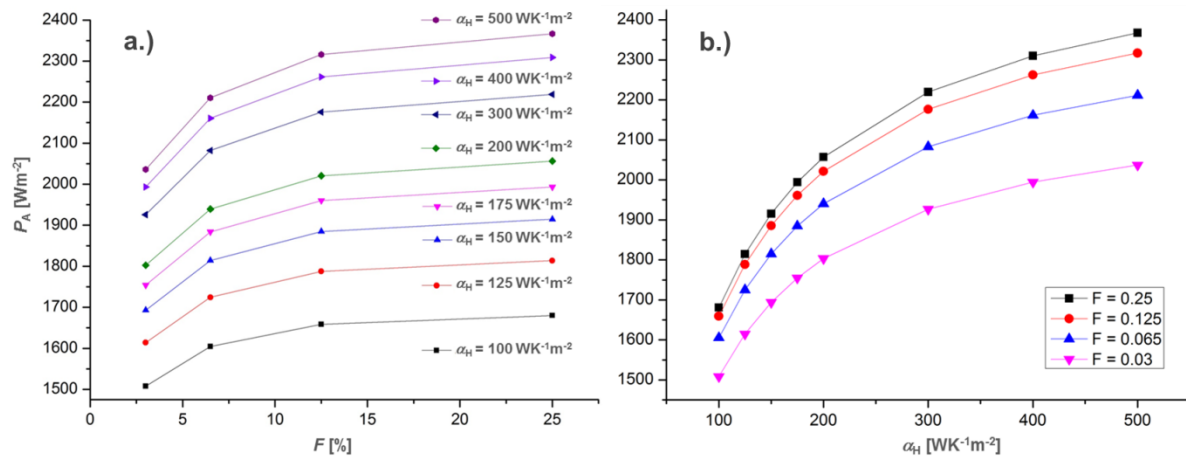 a.)
2400
2300
2200
2100
2000
1900
1800
1700
1600
1500
P_A [Wm⁻²]
0
5
10
15
20
25
F [%]
α_H = 500 WK⁻¹m⁻²
α_H = 400 WK⁻¹m⁻²
α_H = 300 WK⁻¹m⁻²
α_H = 200 WK⁻¹m⁻²
α_H = 175 WK⁻¹m⁻²
α_H = 150 WK⁻¹m⁻²
α_H = 125 WK⁻¹m⁻²
α_H = 100 WK⁻¹m⁻²
b.)
2400
2300
2200
2100
2000
1900
1800
1700
1600
1500
100
200
300
400
500
α_H [WK⁻¹m⁻²]
F = 0.25
F = 0.125
F = 0.065
F = 0.03